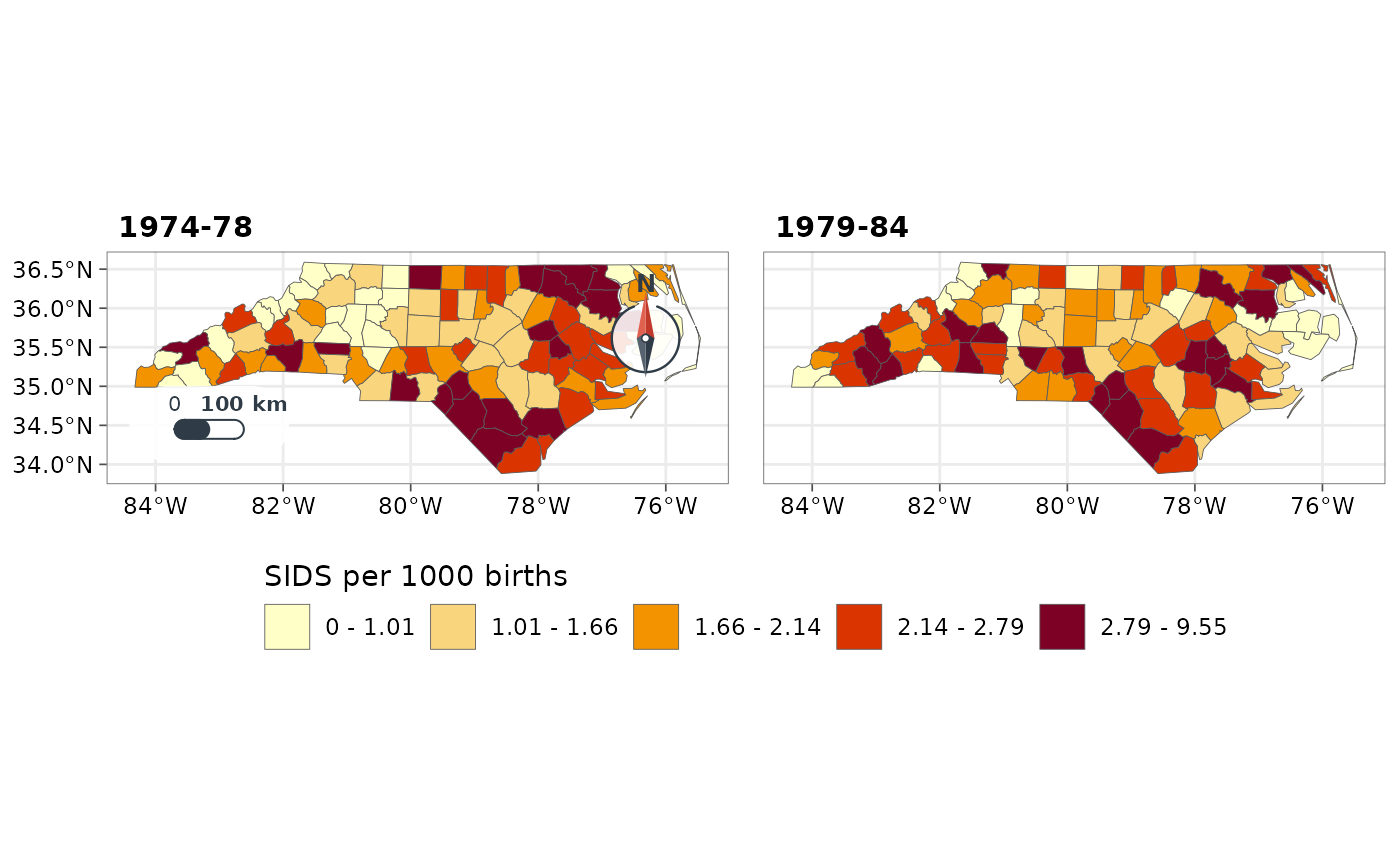 1974-78
1979-84
36.5°N
36.0°N
35.5°N
35.0°N
34.5°N
34.0°N
N
0 100 km
84°W 82°W 80°W 78°W 76°W
84°W 82°W 80°W 78°W 76°W
SIDS per 1000 births
0 - 1.01 1.01 - 1.66 1.66 - 2.14 2.14 - 2.79 2.79 - 9.55